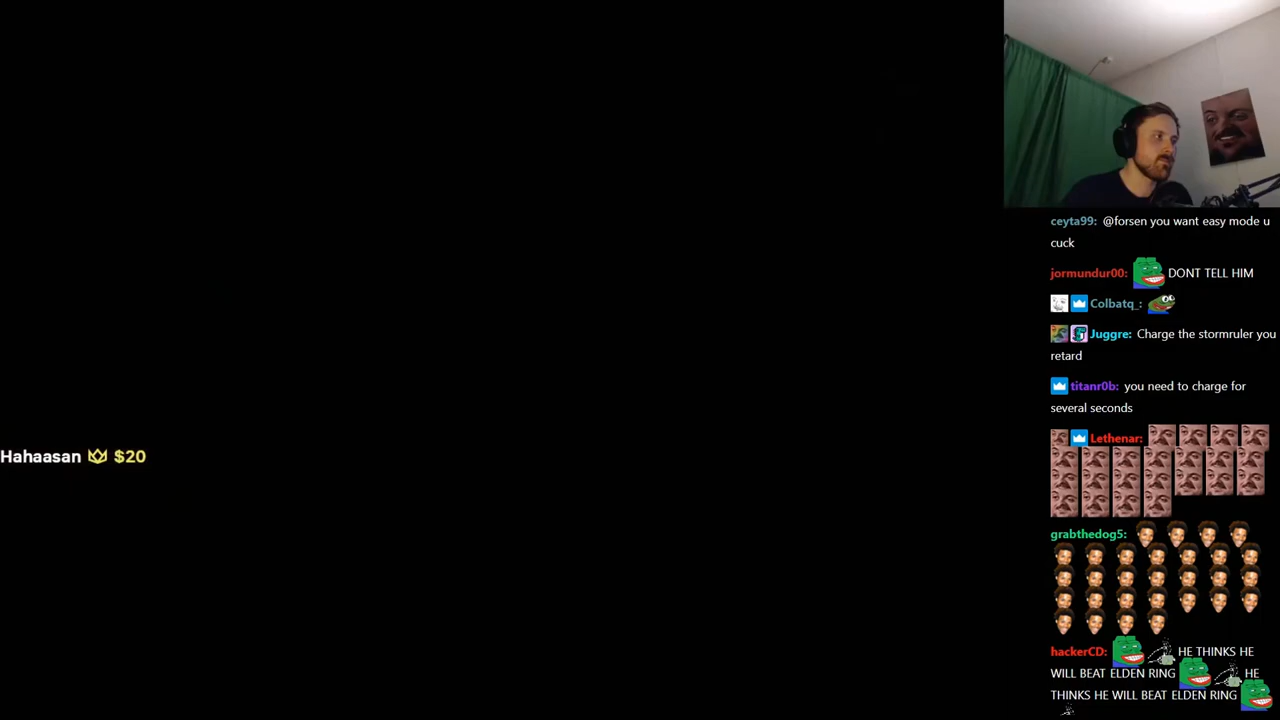 ceyta99: @forsen you want easy mode u
cuck
jormundur00: DONT TELL HIM
Colbatq_:
Juggre: Charge the stormruler you
retard
titanr0b: you need to charge for
several seconds
Hahaasan $20
Lethenar:
grabthedog5:
hackerCD: HE THINKS HE
WILL BEAT ELDEN RING HE
THINKS HE WILL BEAT ELDEN RING